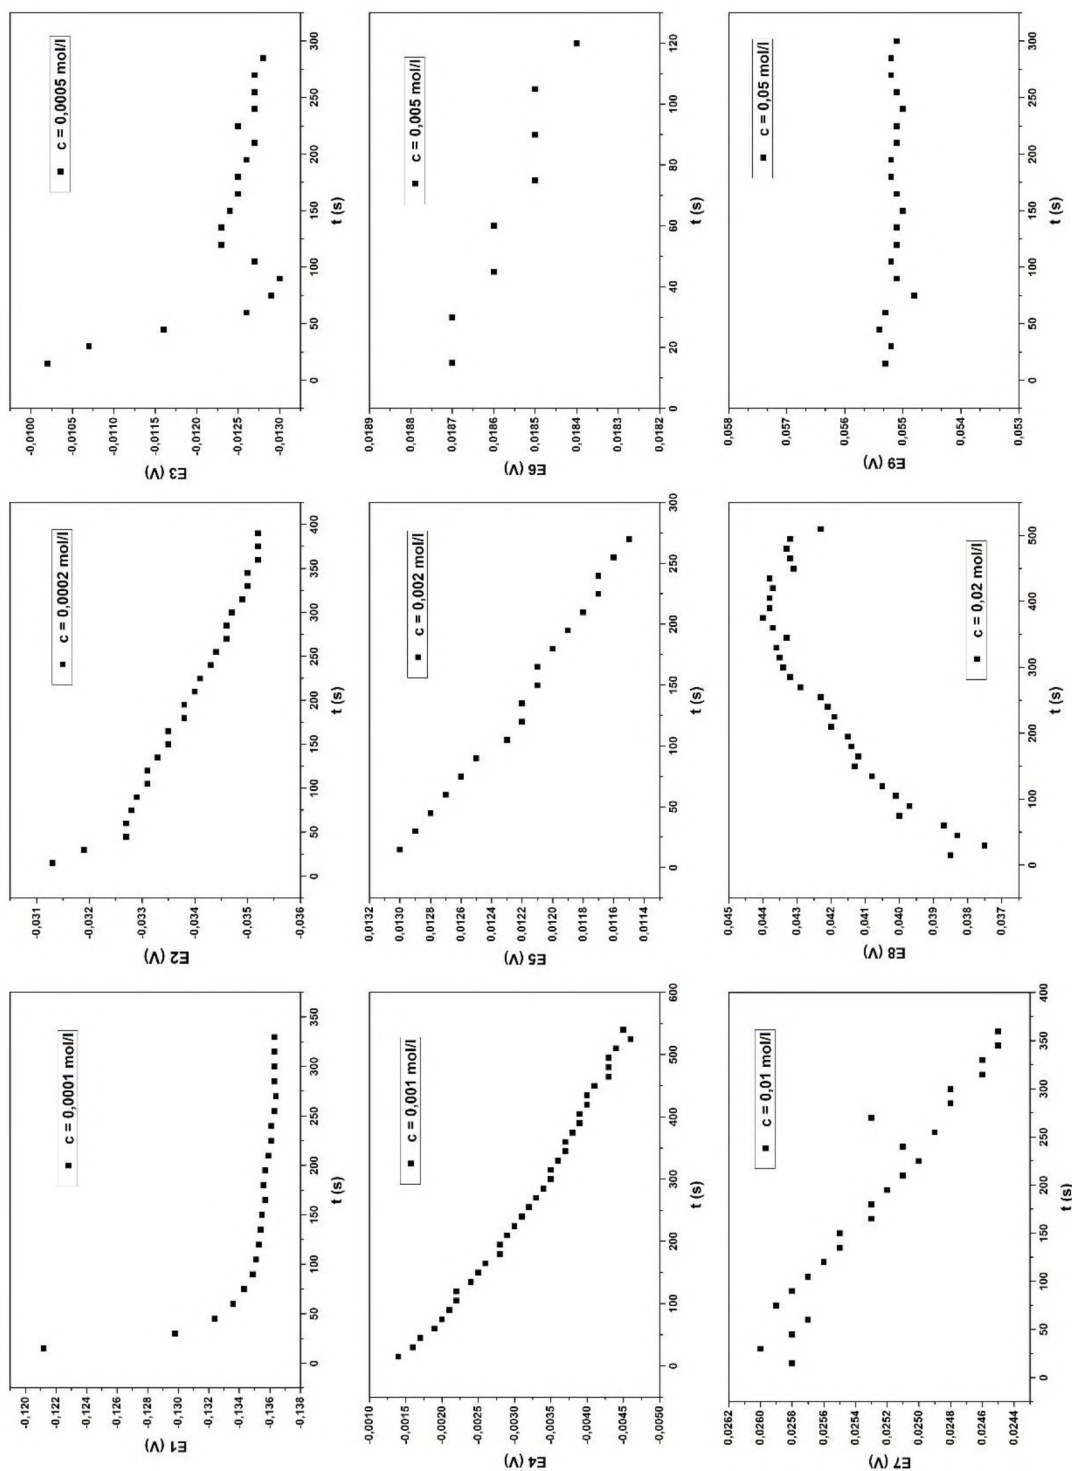 c = 0,0001 mol/l
E1 (V)
-0,120
-0,122
-0,124
-0,126
-0,128
-0,130
-0,132
-0,134
-0,136
-0,138
0 50 100 150 200 250 300 350
t (s)
c = 0,0002 mol/l
E2 (V)
-0,031
-0,032
-0,033
-0,034
-0,035
-0,036
0 50 100 150 200 250 300 350 400
t (s)
c = 0,0005 mol/l
E3 (V)
-0,0100
-0,0105
-0,0110
-0,0115
-0,0120
-0,0125
-0,0130
0 50 100 150 200 250 300
t (s)
c = 0,001 mol/l
E4 (V)
-0,0010
-0,0015
-0,0020
-0,0025
-0,0030
-0,0035
-0,0040
-0,0045
-0,0050
0 100 200 300 400 500 600
t (s)
c = 0,002 mol/l
E5 (V)
0,0132
0,0130
0,0128
0,0126
0,0124
0,0122
0,0120
0,0118
0,0116
0,0114
0 50 100 150 200 250 300
t (s)
c = 0,005 mol/l
E6 (V)
0,0189
0,0188
0,0187
0,0186
0,0185
0,0184
0,0183
0,0182
0 20 40 60 80 100 120
t (s)
c = 0,01 mol/l
E7 (V)
0,0262
0,0260
0,0258
0,0256
0,0254
0,0252
0,0250
0,0248
0,0246
0,0244
0 50 100 150 200 250 300 350 400
t (s)
c = 0,02 mol/l
E8 (V)
0,045
0,044
0,043
0,042
0,041
0,040
0,039
0,038
0,037
0 100 200 300 400 500
t (s)
c = 0,05 mol/l
E9 (V)
0,058
0,057
0,056
0,055
0,054
0,053
0 50 100 150 200 250 300
t (s)